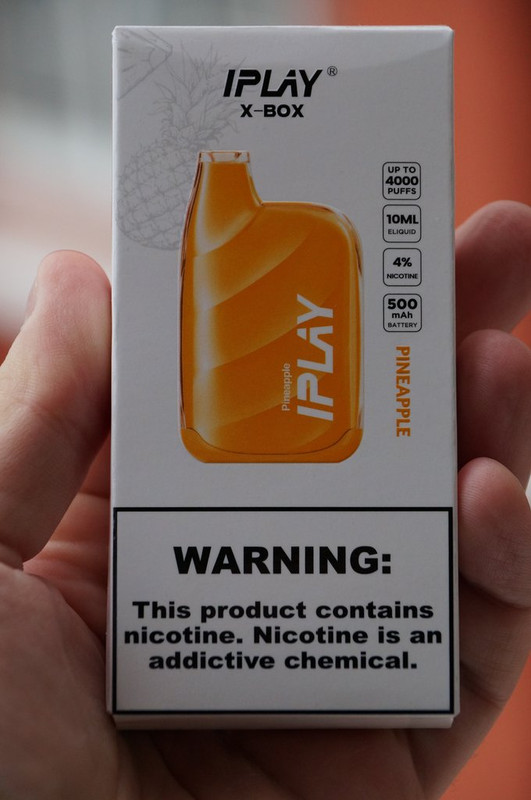 IPLAY®
X-BOX
UP TO
4000
PUFFS
10ML
ELIQUID
4%
NICOTINE
500
mAh
BATTERY
PINEAPPLE
Pineapple
IPLAY
WARNING:
This product contains
nicotine. Nicotine is an
addictive chemical.